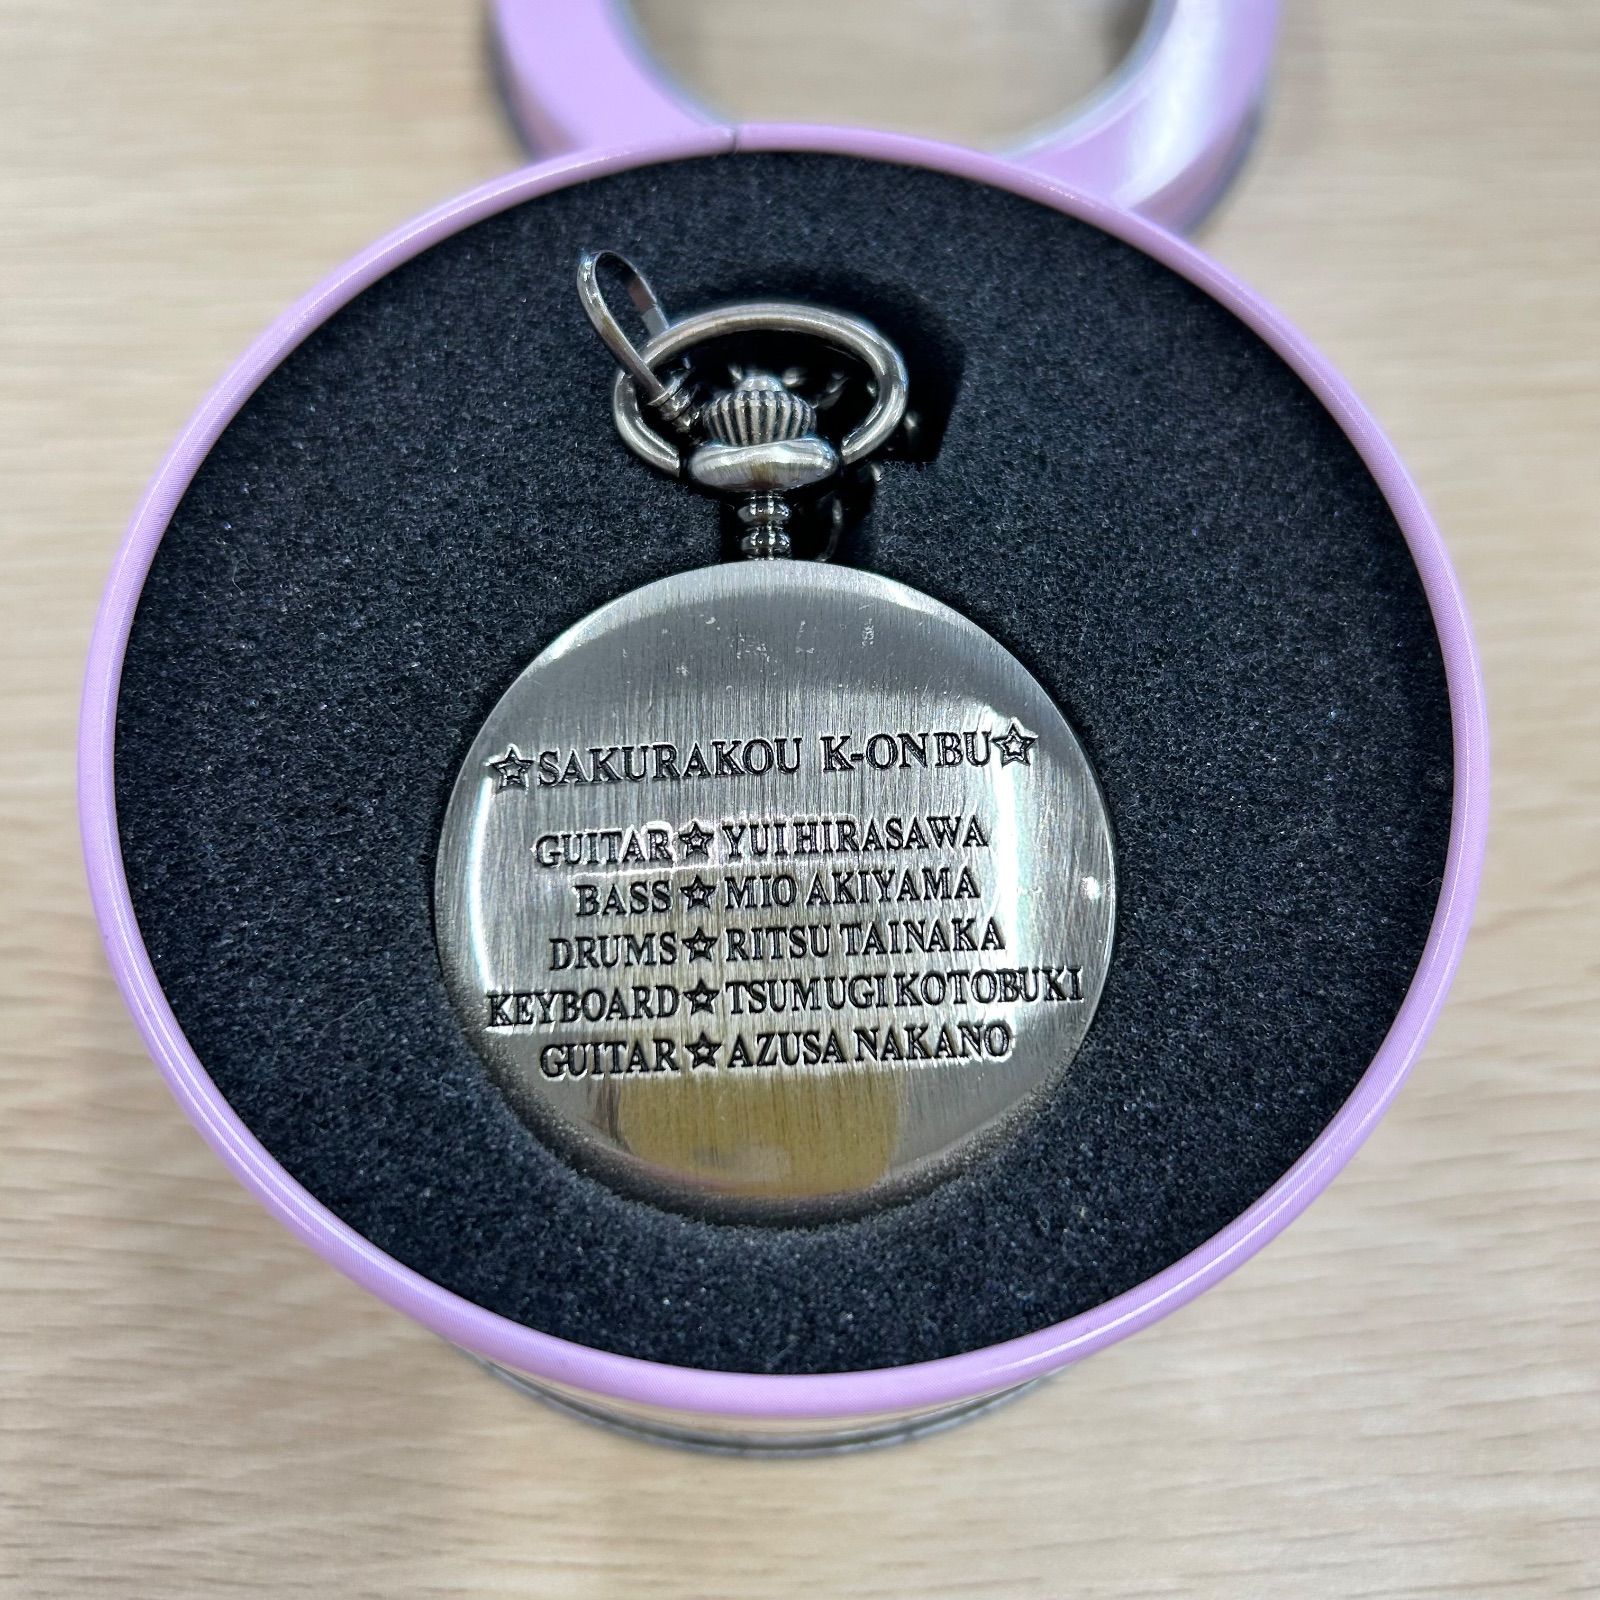 ☆SAKURAKOU K-ON BU☆
GUITAR☆YUI HIRASAWA
BASS☆MIO AKIYAMA
DRUMS☆RITSU TAINAKA
KEYBOARD☆TSUMUGI KOTOBUKI
GUITAR☆AZUSA NAKANO